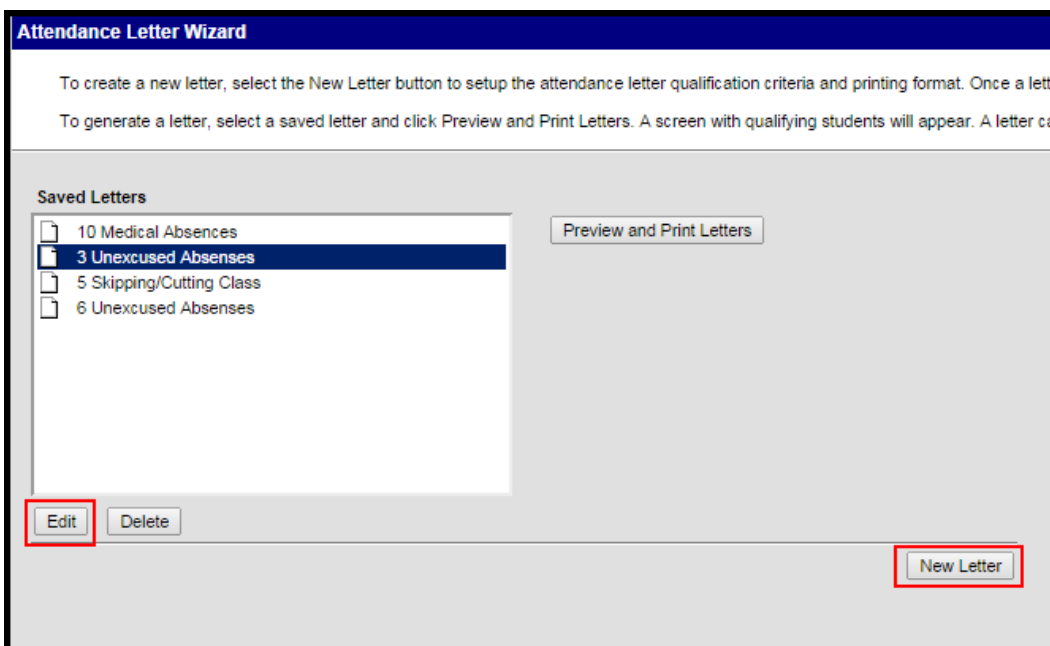 Attendance Letter Wizard
To create a new letter, select the New Letter button to setup the attendance letter qualification criteria and printing format. Once a lett
To generate a letter, select a saved letter and click Preview and Print Letters. A screen with qualifying students will appear. A letter ca
Saved Letters
10 Medical Absences
Preview and Print Letters
3 Unexcused Absenses
5 Skipping/Cutting Class
6 Unexcused Absenses
Edit
Delete
New Letter